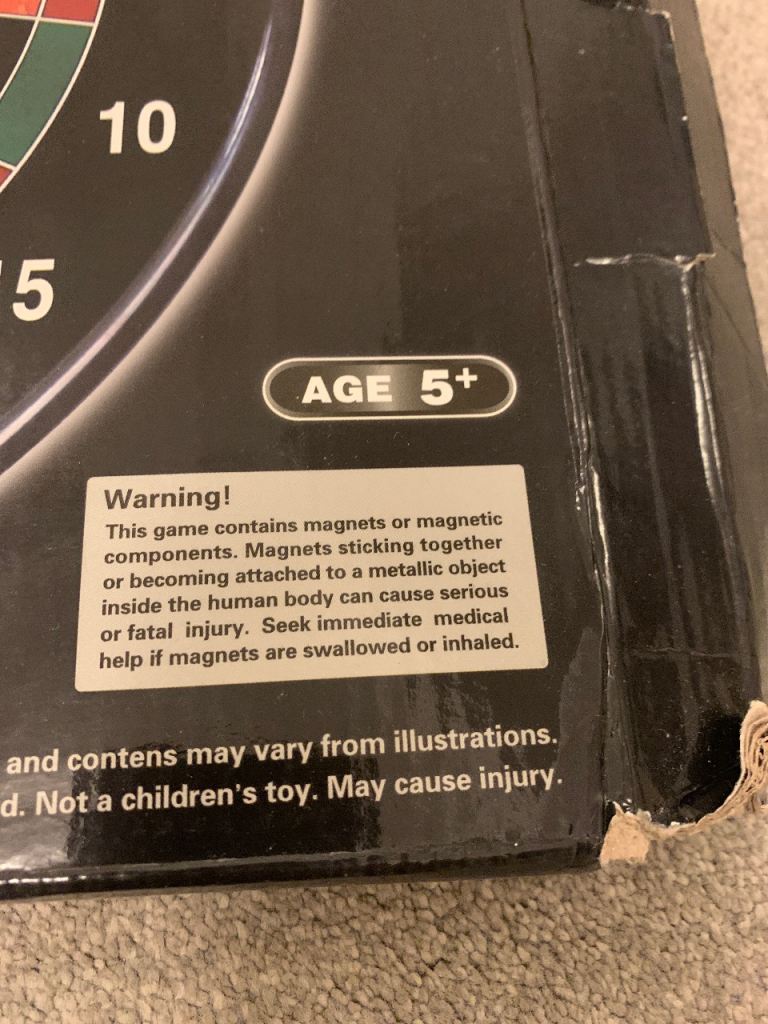 10
5
AGE 5+
Warning!
This game contains magnets or magnetic
components. Magnets sticking together
or becoming attached to a metallic object
inside the human body can cause serious
or fatal injury. Seek immediate medical
help if magnets are swallowed or inhaled.
and contens may vary from illustrations.
d. Not a children's toy. May cause injury.